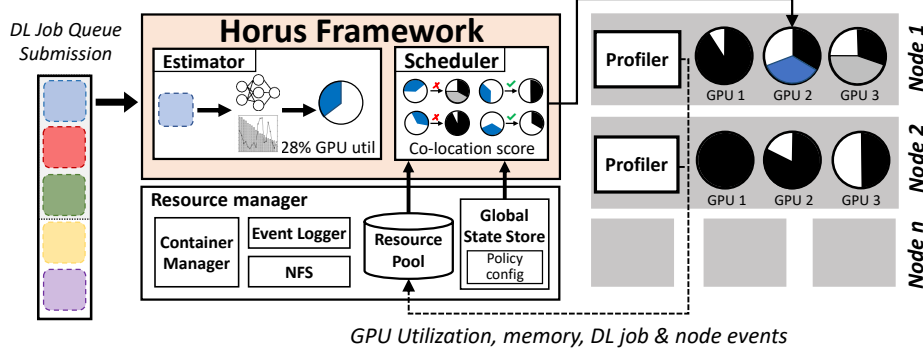 DL Job Queue
Submission
Horus Framework
Estimator
28% GPU util
Scheduler
Co-location score
Resource manager
Container
Manager
Event Logger
NFS
Resource
Pool
Global
State Store
Policy
config
Profiler
GPU 1
GPU 2
GPU 3
Node 1
Profiler
GPU 1
GPU 2
GPU 3
Node 2
Node n
GPU Utilization, memory, DL job & node events